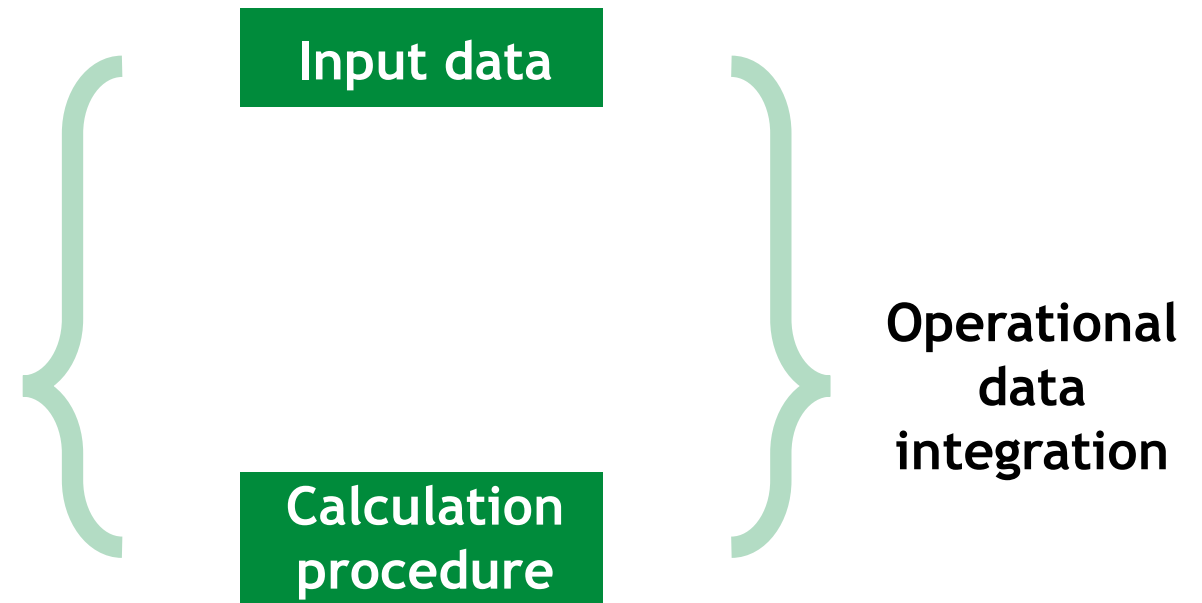 Input data
Operational
data
integration
Calculation
procedure